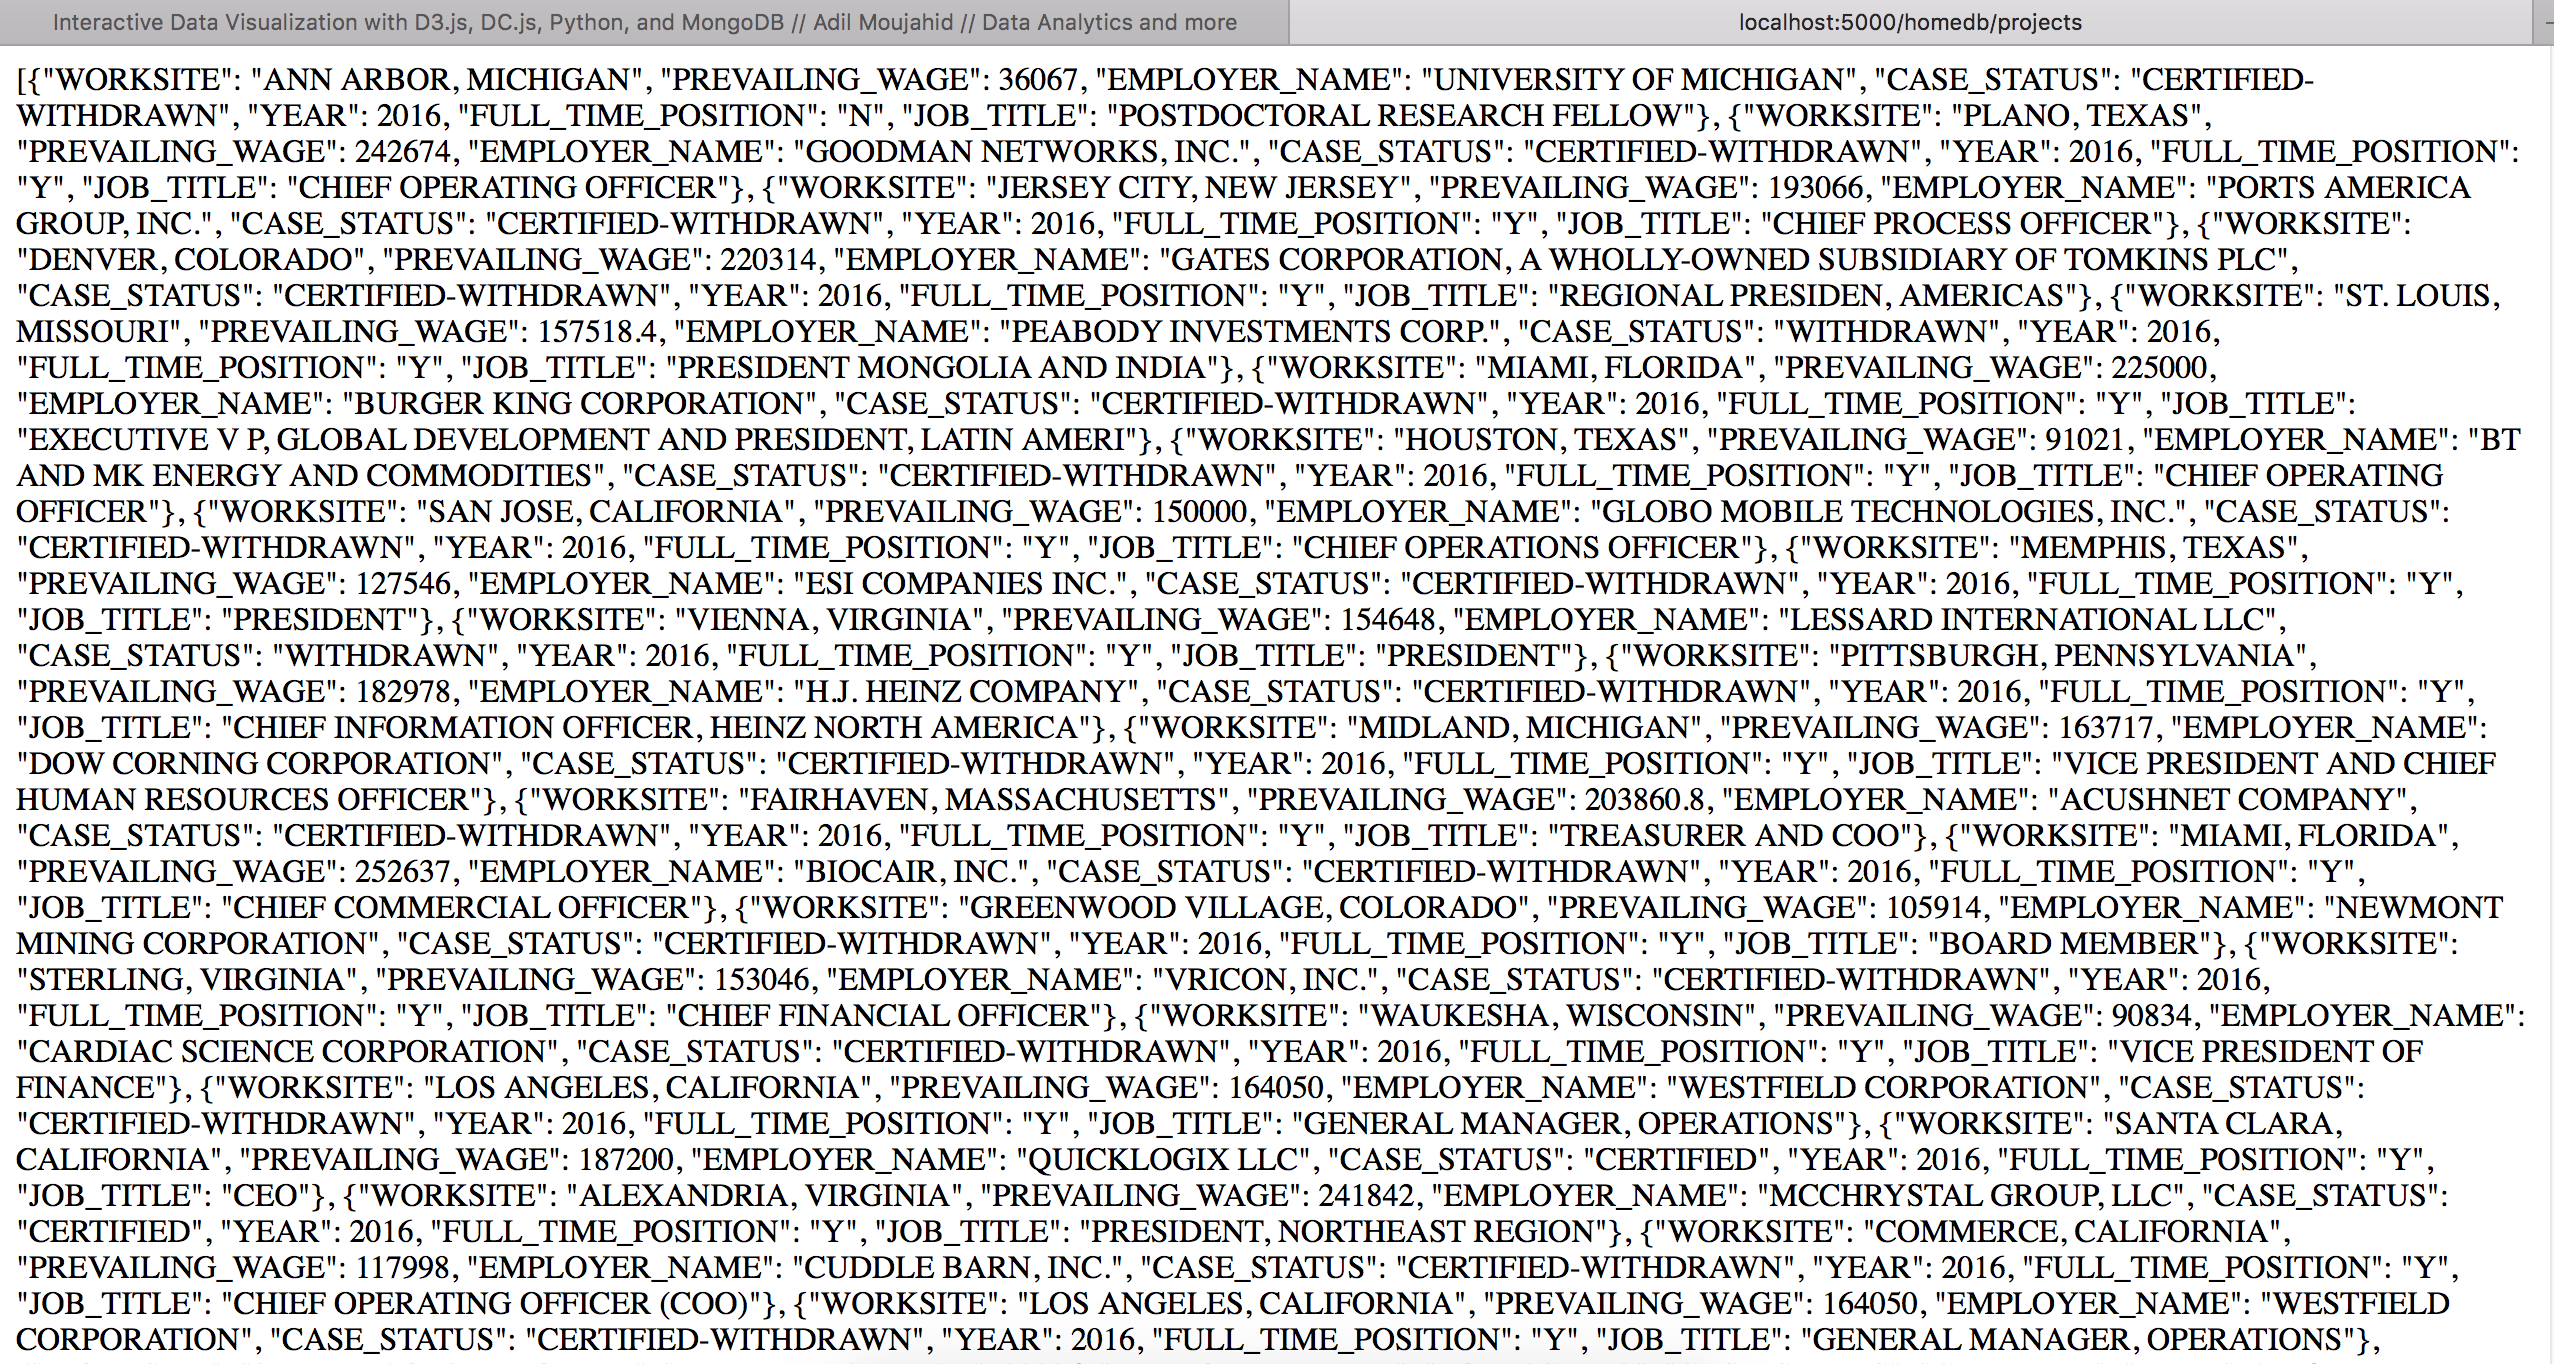 Interactive Data Visualization with D3.js, DC.js, Python, and MongoDB // Adil Moujahid // Data Analytics and more
localhost:5000/homedb/projects
[{"WORKSITE": "ANN ARBOR, MICHIGAN", "PREVAILING_WAGE": 36067, "EMPLOYER_NAME": "UNIVERSITY OF MICHIGAN", "CASE_STATUS": "CERTIFIED-
WITHDRAWN", "YEAR": 2016, "FULL_TIME_POSITION": "N", "JOB_TITLE": "POSTDOCTORAL RESEARCH FELLOW"}, {"WORKSITE": "PLANO, TEXAS",
"PREVAILING_WAGE": 242674, "EMPLOYER_NAME": "GOODMAN NETWORKS, INC.", "CASE_STATUS": "CERTIFIED-WITHDRAWN", "YEAR": 2016, "FULL_TIME_POSITION":
"Y", "JOB_TITLE": "CHIEF OPERATING OFFICER"}, {"WORKSITE": "JERSEY CITY, NEW JERSEY", "PREVAILING_WAGE": 193066, "EMPLOYER_NAME": "PORTS AMERICA
GROUP, INC.", "CASE_STATUS": "CERTIFIED-WITHDRAWN", "YEAR": 2016, "FULL_TIME_POSITION": "Y", "JOB_TITLE": "CHIEF PROCESS OFFICER"}, {"WORKSITE":
"DENVER, COLORADO", "PREVAILING_WAGE": 220314, "EMPLOYER_NAME": "GATES CORPORATION, A WHOLLY-OWNED SUBSIDIARY OF TOMKINS PLC",
"CASE_STATUS": "CERTIFIED-WITHDRAWN", "YEAR": 2016, "FULL_TIME_POSITION": "Y", "JOB_TITLE": "REGIONAL PRESIDEN, AMERICAS"}, {"WORKSITE": "ST. LOUIS,
MISSOURI", "PREVAILING_WAGE": 157518.4, "EMPLOYER_NAME": "PEABODY INVESTMENTS CORP.", "CASE_STATUS": "WITHDRAWN", "YEAR": 2016,
"FULL_TIME_POSITION": "Y", "JOB_TITLE": "PRESIDENT MONGOLIA AND INDIA"}, {"WORKSITE": "MIAMI, FLORIDA", "PREVAILING_WAGE": 225000,
"EMPLOYER_NAME": "BURGER KING CORPORATION", "CASE_STATUS": "CERTIFIED-WITHDRAWN", "YEAR": 2016, "FULL_TIME_POSITION": "Y", "JOB_TITLE":
"EXECUTIVE V P, GLOBAL DEVELOPMENT AND PRESIDENT, LATIN AMERI"}, {"WORKSITE": "HOUSTON, TEXAS", "PREVAILING_WAGE": 91021, "EMPLOYER_NAME": "BT
AND MK ENERGY AND COMMODITIES", "CASE_STATUS": "CERTIFIED-WITHDRAWN", "YEAR": 2016, "FULL_TIME_POSITION": "Y", "JOB_TITLE": "CHIEF OPERATING
OFFICER"}, {"WORKSITE": "SAN JOSE, CALIFORNIA", "PREVAILING_WAGE": 150000, "EMPLOYER_NAME": "GLOBO MOBILE TECHNOLOGIES, INC.", "CASE_STATUS":
"CERTIFIED-WITHDRAWN", "YEAR": 2016, "FULL_TIME_POSITION": "Y", "JOB_TITLE": "CHIEF OPERATIONS OFFICER"}, {"WORKSITE": "MEMPHIS, TEXAS",
"PREVAILING_WAGE": 127546, "EMPLOYER_NAME": "ESI COMPANIES INC.", "CASE_STATUS": "CERTIFIED-WITHDRAWN", "YEAR": 2016, "FULL_TIME_POSITION": "Y",
"JOB_TITLE": "PRESIDENT"}, {"WORKSITE": "VIENNA, VIRGINIA", "PREVAILING_WAGE": 154648, "EMPLOYER_NAME": "LESSARD INTERNATIONAL LLC",
"CASE_STATUS": "WITHDRAWN", "YEAR": 2016, "FULL_TIME_POSITION": "Y", "JOB_TITLE": "PRESIDENT"}, {"WORKSITE": "PITTSBURGH, PENNSYLVANIA",
"PREVAILING_WAGE": 182978, "EMPLOYER_NAME": "H.J. HEINZ COMPANY", "CASE_STATUS": "CERTIFIED-WITHDRAWN", "YEAR": 2016, "FULL_TIME_POSITION": "Y",
"JOB_TITLE": "CHIEF INFORMATION OFFICER, HEINZ NORTH AMERICA"}, {"WORKSITE": "MIDLAND, MICHIGAN", "PREVAILING_WAGE": 163717, "EMPLOYER_NAME":
"DOW CORNING CORPORATION", "CASE_STATUS": "CERTIFIED-WITHDRAWN", "YEAR": 2016, "FULL_TIME_POSITION": "Y", "JOB_TITLE": "VICE PRESIDENT AND CHIEF
HUMAN RESOURCES OFFICER"}, {"WORKSITE": "FAIRHAVEN, MASSACHUSETTS", "PREVAILING_WAGE": 203860.8, "EMPLOYER_NAME": "ACUSHNET COMPANY",
"CASE_STATUS": "CERTIFIED-WITHDRAWN", "YEAR": 2016, "FULL_TIME_POSITION": "Y", "JOB_TITLE": "TREASURER AND COO"}, {"WORKSITE": "MIAMI, FLORIDA",
"PREVAILING_WAGE": 252637, "EMPLOYER_NAME": "BIOCAIR, INC.", "CASE_STATUS": "CERTIFIED-WITHDRAWN", "YEAR": 2016, "FULL_TIME_POSITION": "Y",
"JOB_TITLE": "CHIEF COMMERCIAL OFFICER"}, {"WORKSITE": "GREENWOOD VILLAGE, COLORADO", "PREVAILING_WAGE": 105914, "EMPLOYER_NAME": "NEWMONT
MINING CORPORATION", "CASE_STATUS": "CERTIFIED-WITHDRAWN", "YEAR": 2016, "FULL_TIME_POSITION": "Y", "JOB_TITLE": "BOARD MEMBER"}, {"WORKSITE":
"STERLING, VIRGINIA", "PREVAILING_WAGE": 153046, "EMPLOYER_NAME": "VRICON, INC.", "CASE_STATUS": "CERTIFIED-WITHDRAWN", "YEAR": 2016,
"FULL_TIME_POSITION": "Y", "JOB_TITLE": "CHIEF FINANCIAL OFFICER"}, {"WORKSITE": "WAUKESHA, WISCONSIN", "PREVAILING_WAGE": 90834, "EMPLOYER_NAME":
"CARDIAC SCIENCE CORPORATION", "CASE_STATUS": "CERTIFIED-WITHDRAWN", "YEAR": 2016, "FULL_TIME_POSITION": "Y", "JOB_TITLE": "VICE PRESIDENT OF
FINANCE"}, {"WORKSITE": "LOS ANGELES, CALIFORNIA", "PREVAILING_WAGE": 164050, "EMPLOYER_NAME": "WESTFIELD CORPORATION", "CASE_STATUS":
"CERTIFIED-WITHDRAWN", "YEAR": 2016, "FULL_TIME_POSITION": "Y", "JOB_TITLE": "GENERAL MANAGER, OPERATIONS"}, {"WORKSITE": "SANTA CLARA,
CALIFORNIA", "PREVAILING_WAGE": 187200, "EMPLOYER_NAME": "QUICKLOGIX LLC", "CASE_STATUS": "CERTIFIED", "YEAR": 2016, "FULL_TIME_POSITION": "Y",
"JOB_TITLE": "CEO"}, {"WORKSITE": "ALEXANDRIA, VIRGINIA", "PREVAILING_WAGE": 241842, "EMPLOYER_NAME": "MCCHRYSTAL GROUP, LLC", "CASE_STATUS":
"CERTIFIED", "YEAR": 2016, "FULL_TIME_POSITION": "Y", "JOB_TITLE": "PRESIDENT, NORTHEAST REGION"}, {"WORKSITE": "COMMERCE, CALIFORNIA",
"PREVAILING_WAGE": 117998, "EMPLOYER_NAME": "CUDDLE BARN, INC.", "CASE_STATUS": "CERTIFIED-WITHDRAWN", "YEAR": 2016, "FULL_TIME_POSITION": "Y",
"JOB_TITLE": "CHIEF OPERATING OFFICER (COO)"}, {"WORKSITE": "LOS ANGELES, CALIFORNIA", "PREVAILING_WAGE": 164050, "EMPLOYER_NAME": "WESTFIELD
CORPORATION", "CASE_STATUS": "CERTIFIED-WITHDRAWN", "YEAR": 2016, "FULL_TIME_POSITION": "Y", "JOB_TITLE": "GENERAL MANAGER, OPERATIONS"},